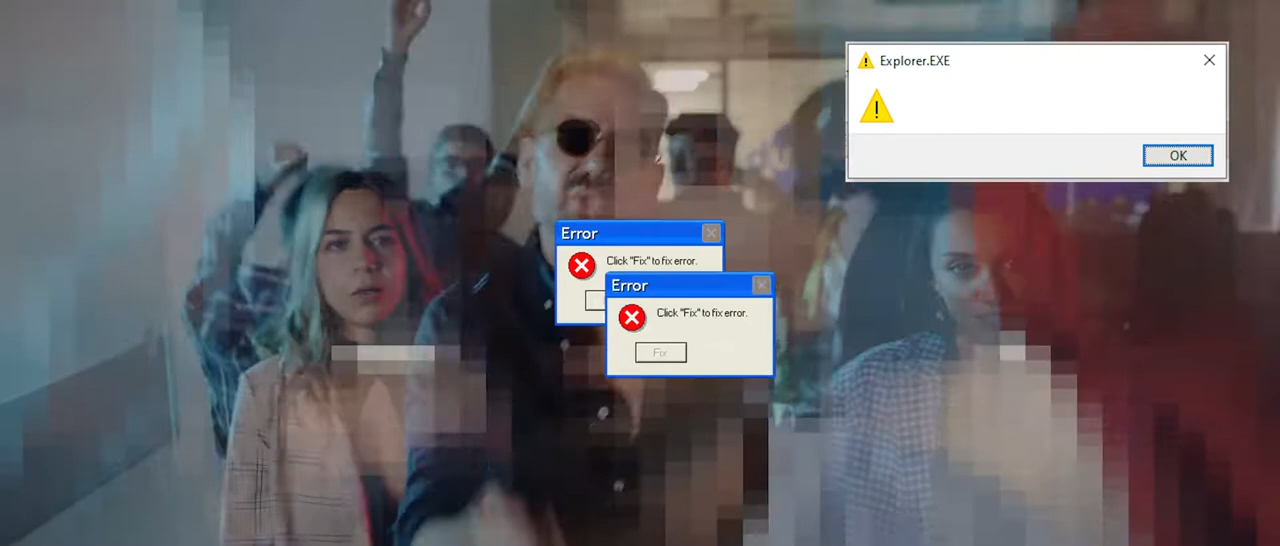 Explorer.EXE
OK
Error
Click "Fix" to fix error.
Error
Click "Fix" to fix error.
Fix